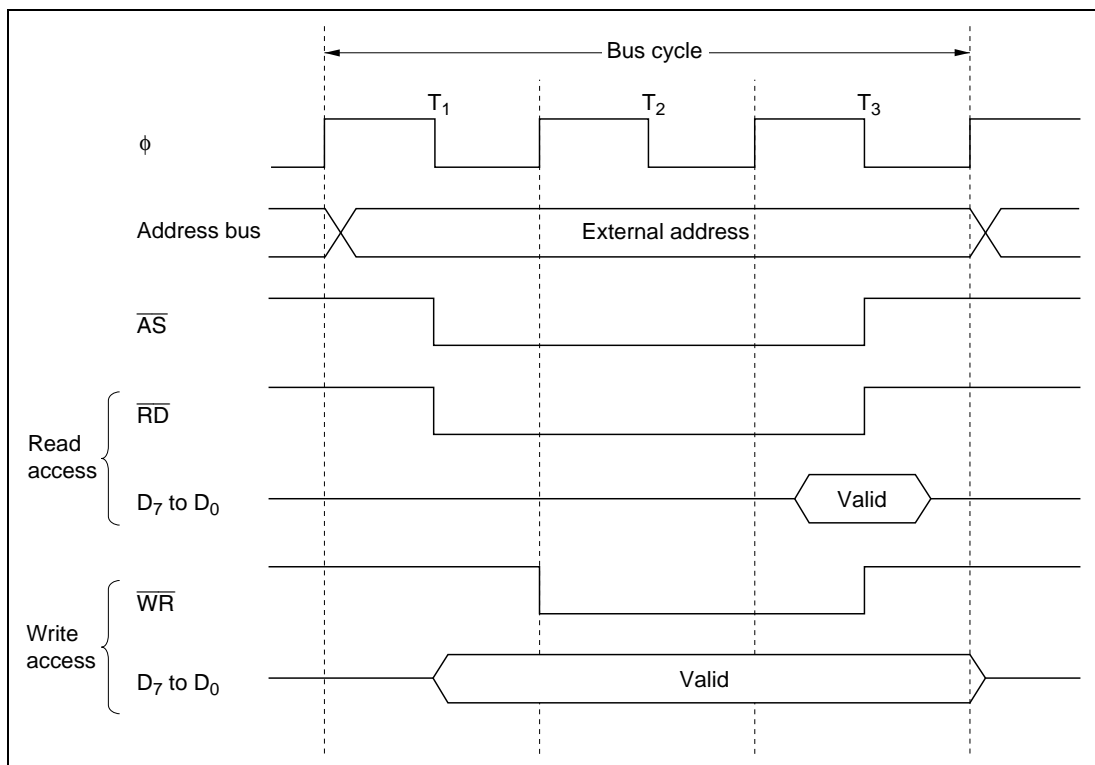 Bus cycle
T1 T2 T3
ϕ
Address bus External address
AS
RD
Read
access
D7 to D0 Valid
WR
Write
access
D7 to D0 Valid